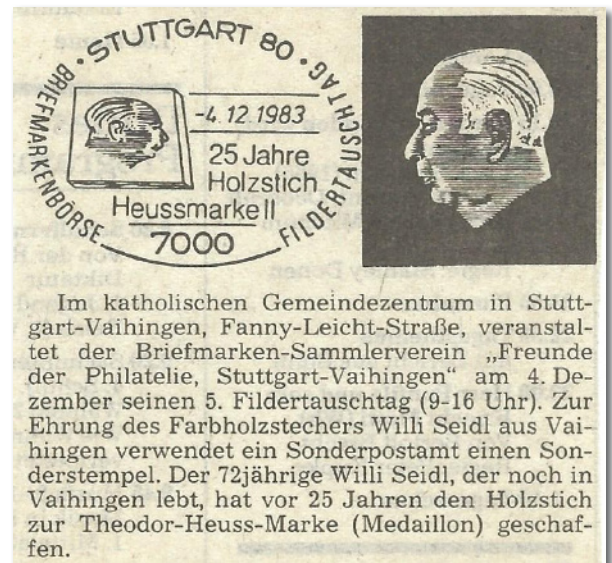 STUTTGART 80
BRIEFMARKENBÖRSE
FILDERTAUSCHTAG
-4.12.1983
25 Jahre
Holzstich
Heussmarke II
7000
Im katholischen Gemeindezentrum in Stutt-
gart-Vaihingen, Fanny-Leicht-Straße, veranstal-
tet der Briefmarken-Sammlerverein „Freunde
der Philatelie, Stuttgart-Vaihingen“ am 4. De-
zember seinen 5. Fildertauschtag (9-16 Uhr). Zur
Ehrung des Farbholzstechers Willi Seidl aus Vai-
hingen verwendet ein Sonderpostamt einen Son-
derstempel. Der 72jährige Willi Seidl, der noch in
Vaihingen lebt, hat vor 25 Jahren den Holzstich
zur Theodor-Heuss-Marke (Medaillon) geschaf-
fen.